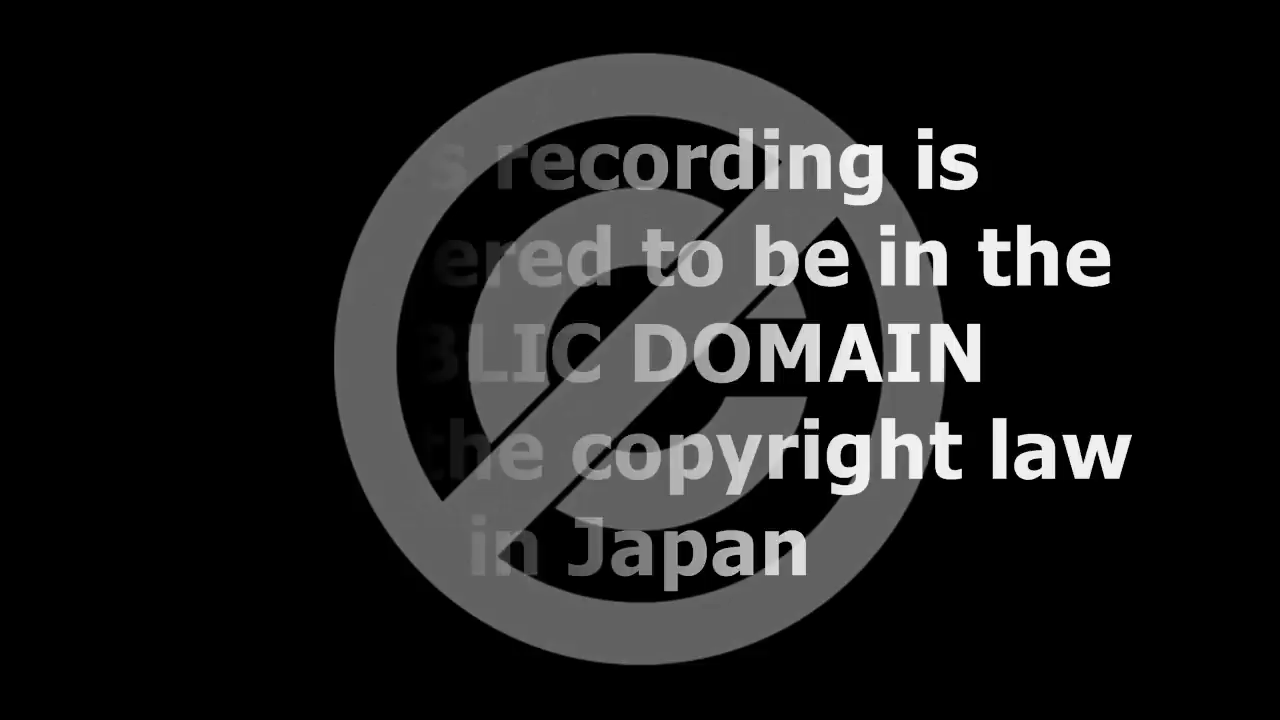 s recording is
ered to be in the
BLIC DOMAIN
the copyright law
in Japan